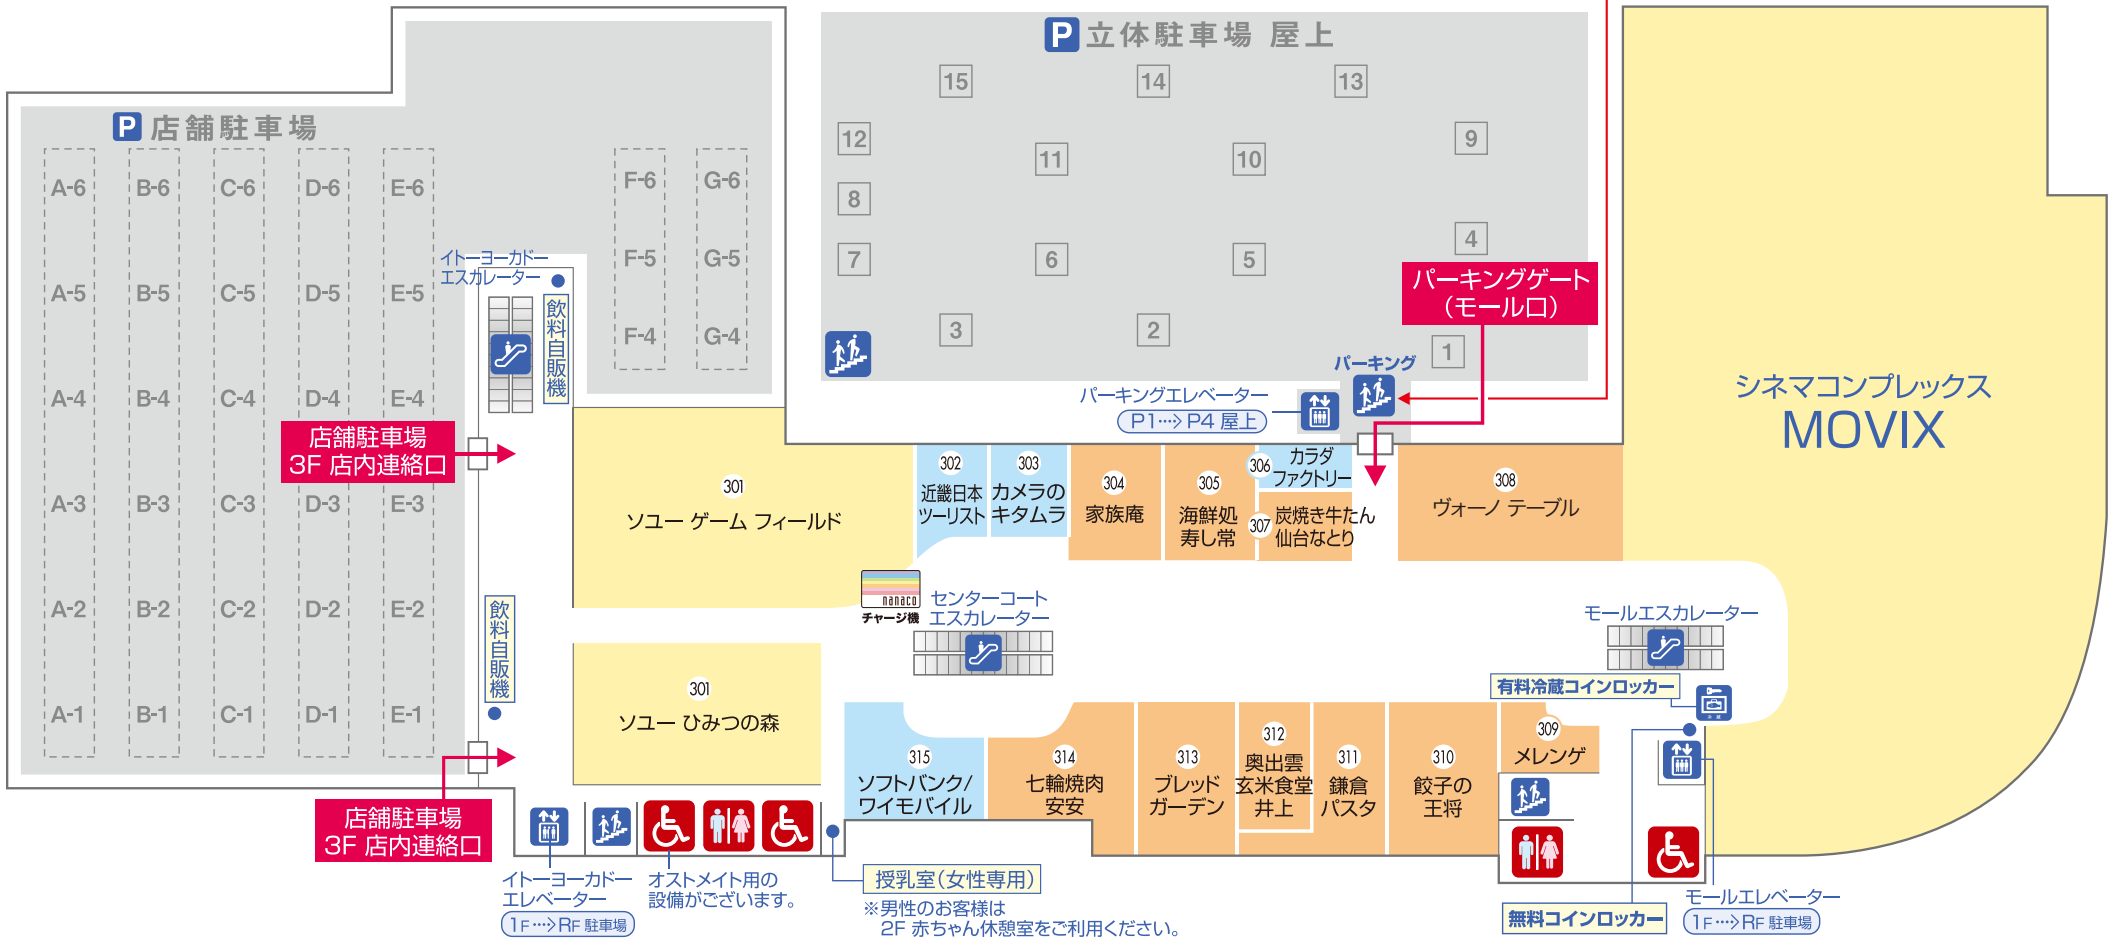 P 立体駐車場 屋上
15
14
13
12
11
10
9
8
7
6
5
4
3
2
1
P 店舗駐車場
A-6
B-6
C-6
D-6
E-6
F-6
G-6
A-5
B-5
C-5
D-5
E-5
F-5
G-5
A-4
B-4
C-4
D-4
E-4
F-4
G-4
A-3
B-3
C-3
D-3
E-3
A-2
B-2
C-2
D-2
E-2
A-1
B-1
C-1
D-1
E-1
イトーヨーカドー
エスカレーター
飲料自販機
店舗駐車場
3F 店内連絡口
飲料自販機
店舗駐車場
3F 店内連絡口
パーキングゲート
(モール口)
パーキング
パーキングエレベーター
P1…>P4 屋上
シネマコンプレックス
MOVIX
301
ソユー ゲーム フィールド
302
近畿日本
ツーリスト
303
カメラの
キタムラ
304
家族庵
305
海鮮処
寿し常
306
カラダ
ファクトリー
307
炭焼き牛たん
仙台なとり
308
ヴォーノ テーブル
nanaco
チャージ機
センターコート
エスカレーター
モールエスカレーター
有料冷蔵コインロッカー
冷蔵
301
ソユー ひみつの森
315
ソフトバンク/
ワイモバイル
314
七輪焼肉
安安
313
ブレッド
ガーデン
312
奥出雲
玄米食堂
井上
311
鎌倉
パスタ
310
餃子の
王将
309
メレンゲ
イトーヨーカドー
エレベーター
1F…>RF 駐車場
オストメイト用の
設備がございます。
授乳室(女性専用)
※男性のお客様は
2F 赤ちゃん休憩室をご利用ください。
無料コインロッカー
モールエレベーター
1F…>RF 駐車場